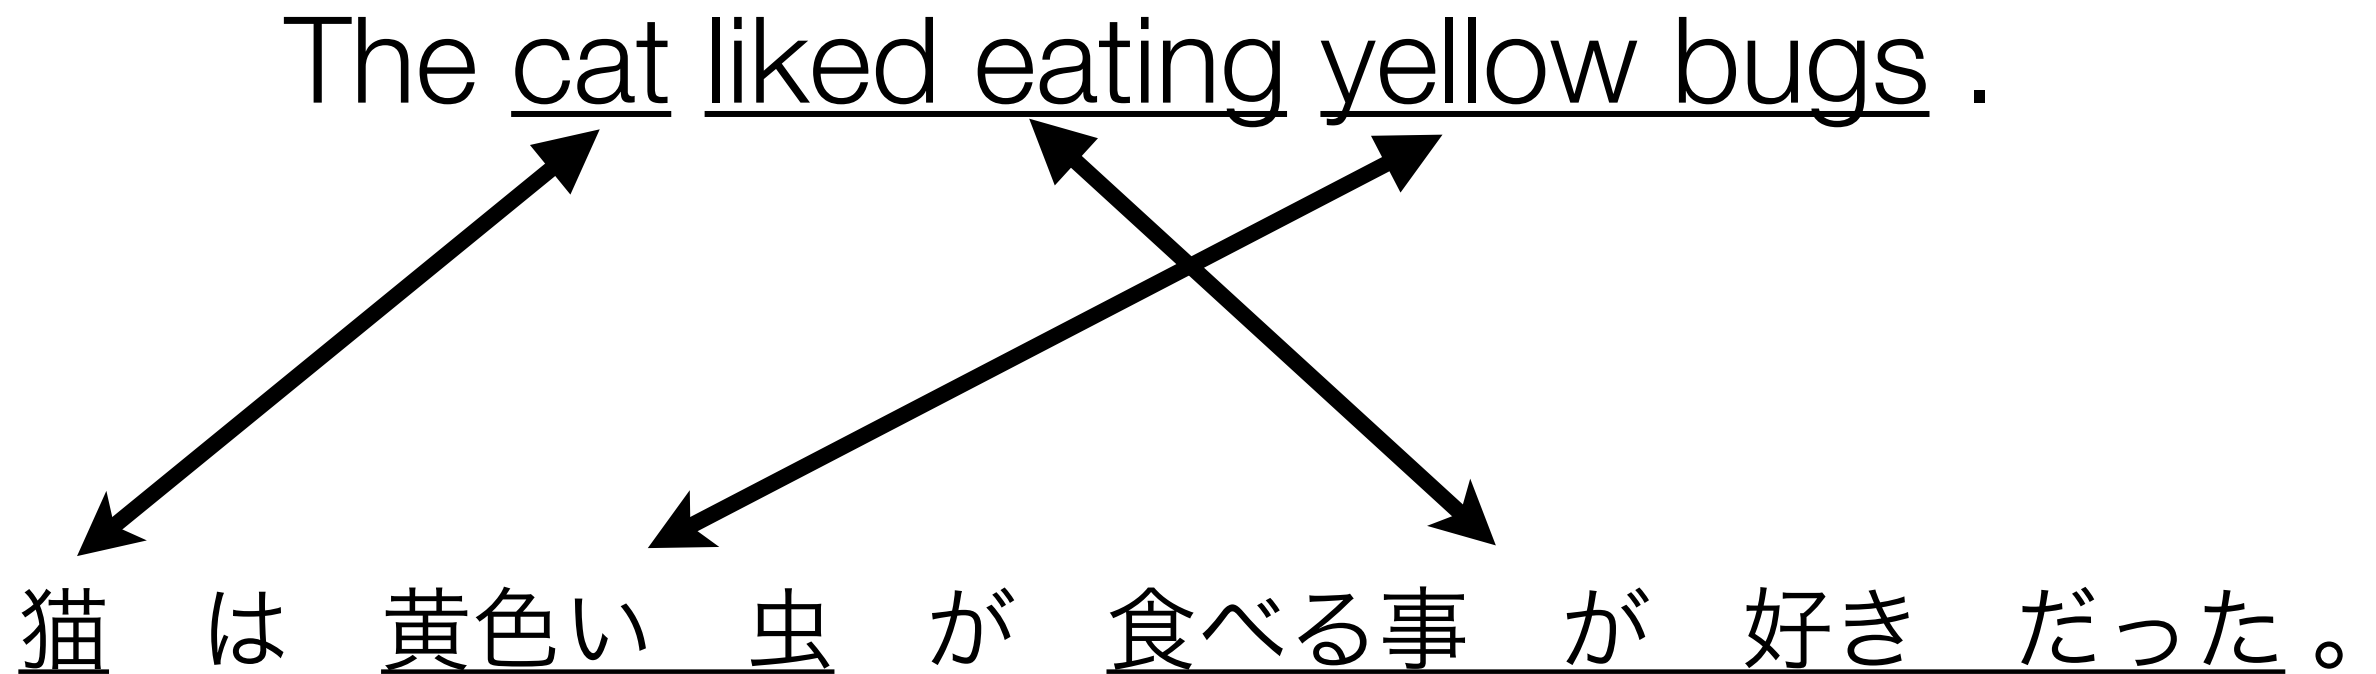 The cat liked eating yellow bugs .
猫 は 黄色い 虫 が 食べる事 が 好き だった 。